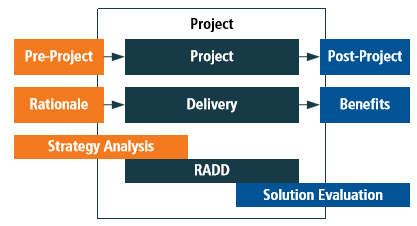 Project
Pre-Project
Project
Post-Project
Rationale
Delivery
Benefits
Strategy Analysis
RADD
Solution Evaluation